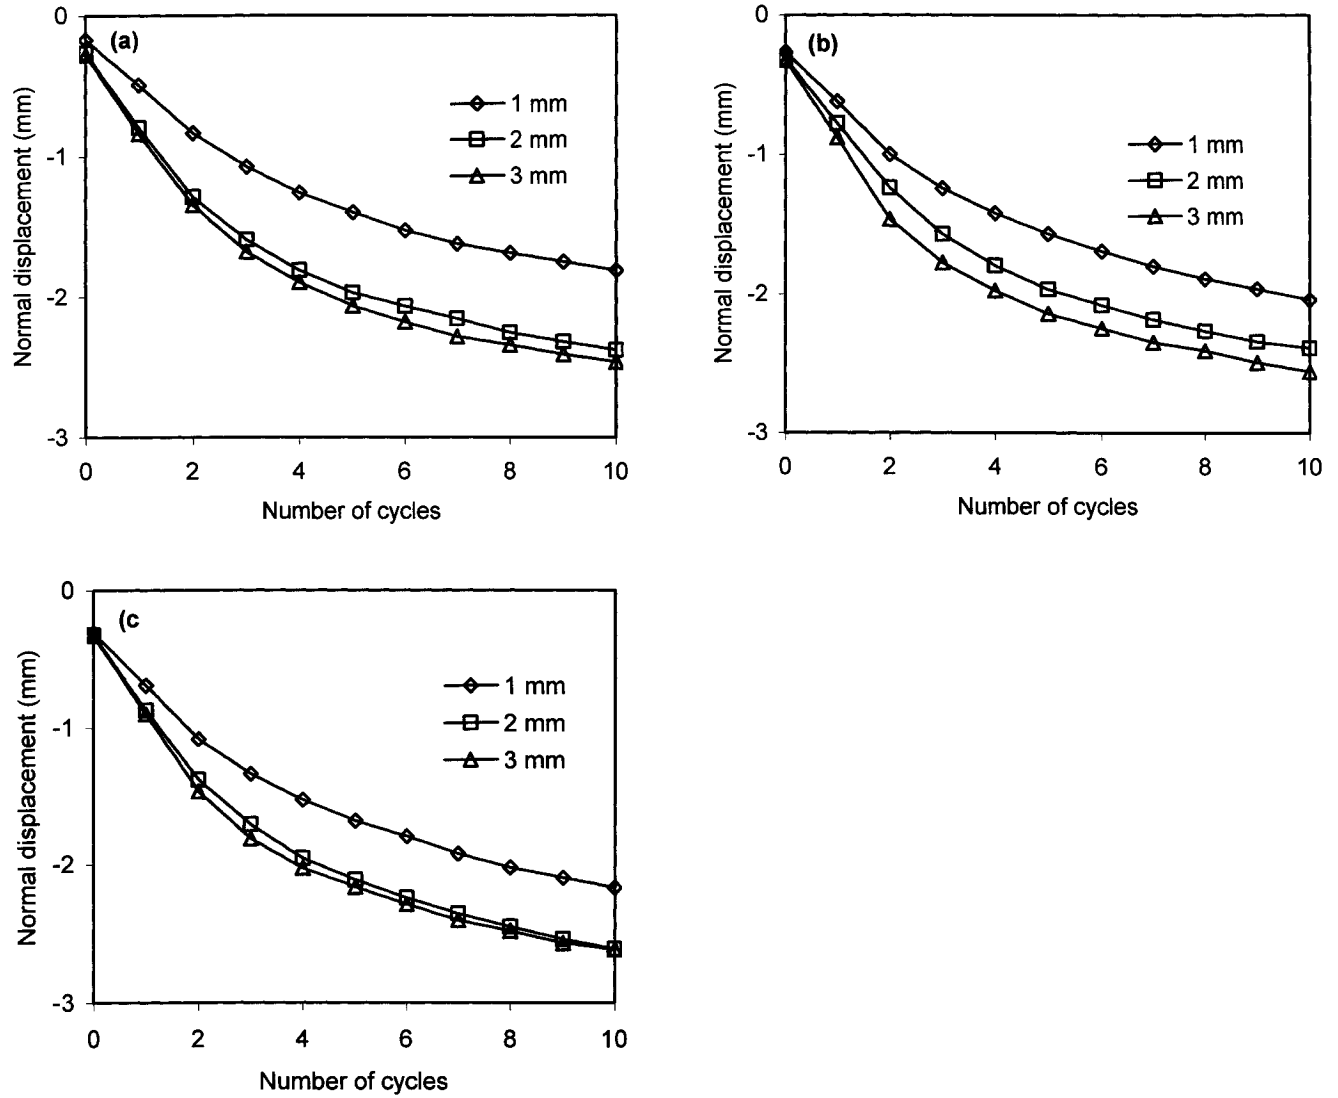 0
(a)
1 mm
2 mm
3 mm
-1
-2
-3
Normal displacement (mm)
0 2 4 6 8 10
Number of cycles
0
(b)
1 mm
2 mm
3 mm
-1
-2
-3
Normal displacement (mm)
0 2 4 6 8 10
Number of cycles
0
(c
1 mm
2 mm
3 mm
-1
-2
-3
Normal displacement (mm)
0 2 4 6 8 10
Number of cycles